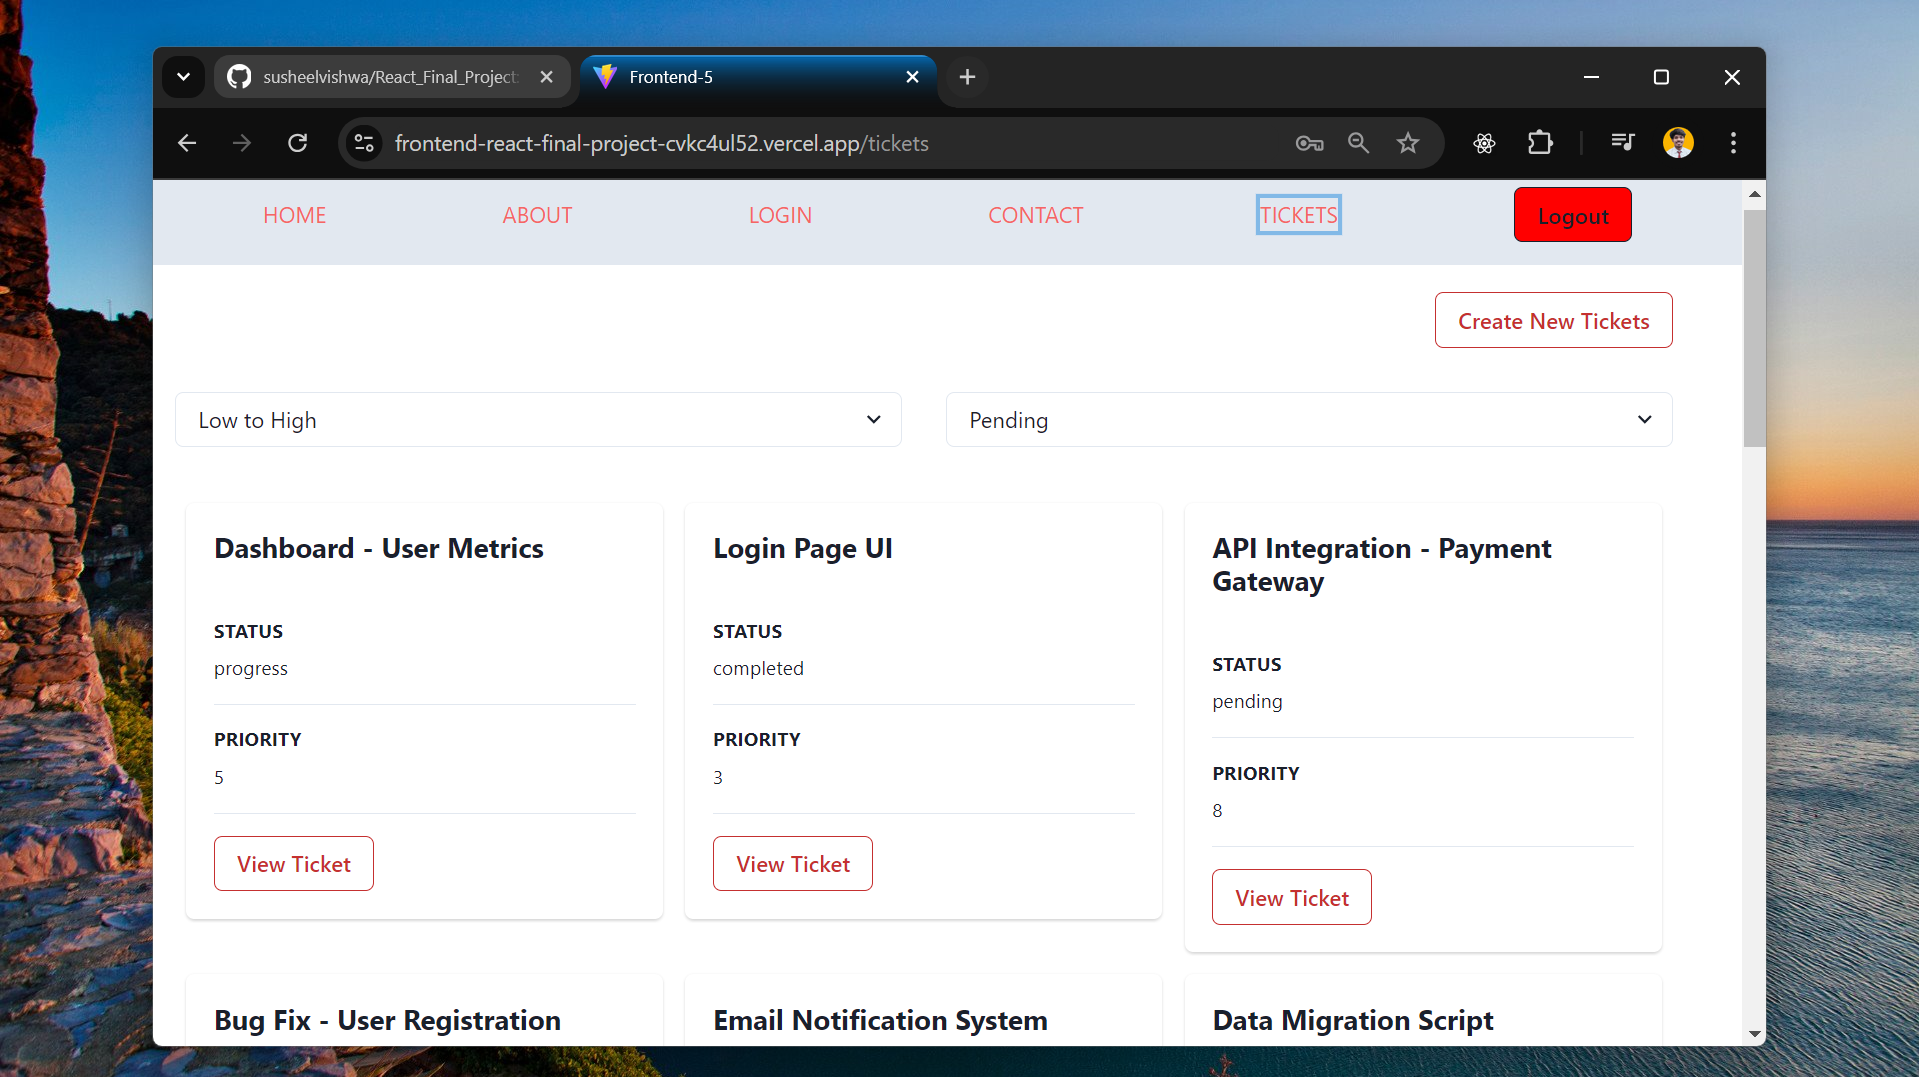 susheelvishwa/React_Final_Project
Frontend-5
frontend-react-final-project-cvkc4ul52.vercel.app/tickets
HOME ABOUT LOGIN CONTACT TICKETS Logout
Create New Tickets
Low to High
Pending
Dashboard - User Metrics
STATUS
progress
PRIORITY
5
View Ticket
Login Page UI
STATUS
completed
PRIORITY
3
View Ticket
API Integration - Payment
Gateway
STATUS
pending
PRIORITY
8
View Ticket
Bug Fix - User Registration
Email Notification System
Data Migration Script